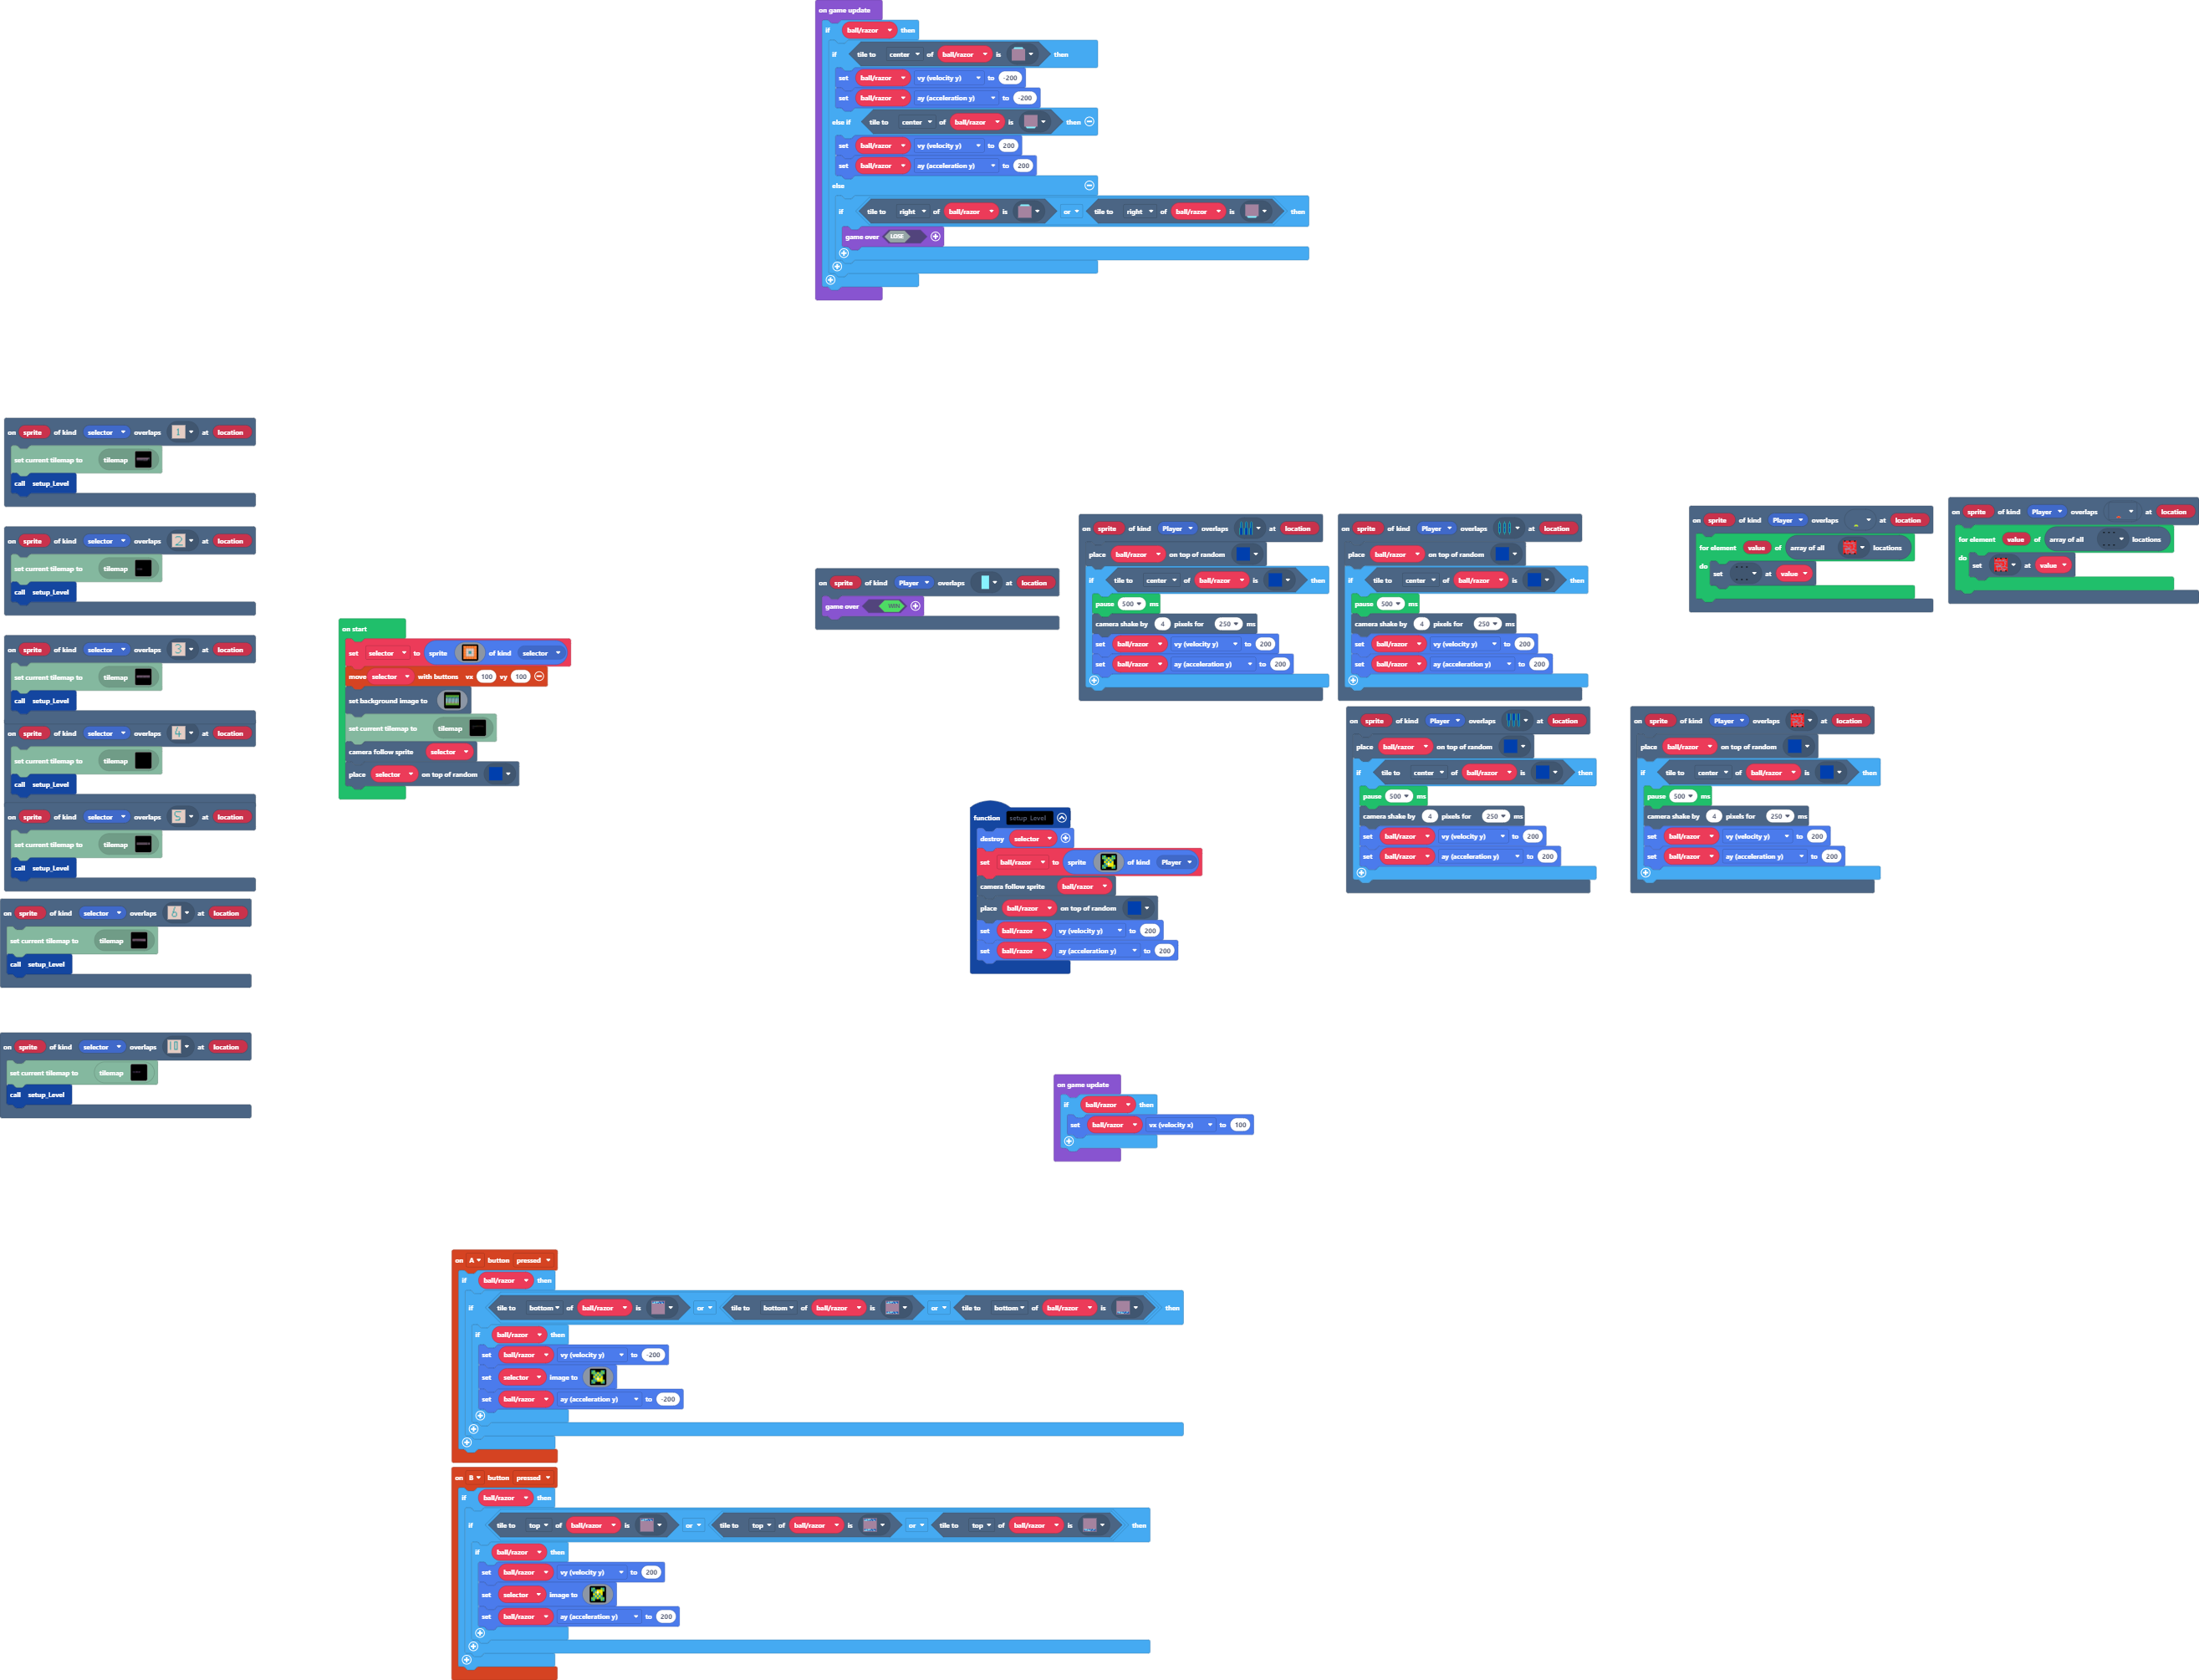 on game update
if ball/razor then
if tile to center of ball/razor is then
set ball/razor vy (velocity y) to -200
set ball/razor ay (acceleration y) to -200
else if tile to center of ball/razor is then
set ball/razor vy (velocity y) to 200
set ball/razor ay (acceleration y) to 200
else
if tile to right of ball/razor is or tile to right of ball/razor is then
game over LOSE
on sprite of kind selector overlaps 1 at location
set current tilemap to tilemap
call setup_Level
on sprite of kind selector overlaps 2 at location
set current tilemap to tilemap
call setup_Level
on sprite of kind selector overlaps 3 at location
set current tilemap to tilemap
call setup_Level
on sprite of kind selector overlaps 4 at location
set current tilemap to tilemap
call setup_Level
on sprite of kind selector overlaps 5 at location
set current tilemap to tilemap
call setup_Level
on sprite of kind selector overlaps 6 at location
set current tilemap to tilemap
call setup_Level
on sprite of kind selector overlaps 10 at location
set current tilemap to tilemap
call setup_Level
on start
set selector to sprite of kind selector
move selector with buttons vx 100 vy 100
set background image to
set current tilemap to tilemap
camera follow sprite selector
place selector on top of random
on sprite of kind Player overlaps at location
game over WIN
on sprite of kind Player overlaps at location
place ball/razor on top of random
if tile to center of ball/razor is then
pause 500 ms
camera shake by 4 pixels for 250 ms
set ball/razor vy (velocity y) to 200
set ball/razor ay (acceleration y) to 200
on sprite of kind Player overlaps at location
place ball/razor on top of random
if tile to center of ball/razor is then
pause 500 ms
camera shake by 4 pixels for 250 ms
set ball/razor vy (velocity y) to 200
set ball/razor ay (acceleration y) to 200
on sprite of kind Player overlaps at location
for element value of array of all locations
do set at value
on sprite of kind Player overlaps at location
for element value of array of all locations
do set at value
on sprite of kind Player overlaps at location
place ball/razor on top of random
if tile to center of ball/razor is then
pause 500 ms
camera shake by 4 pixels for 250 ms
set ball/razor vy (velocity y) to 200
set ball/razor ay (acceleration y) to 200
on sprite of kind Player overlaps at location
place ball/razor on top of random
if tile to center of ball/razor is then
pause 500 ms
camera shake by 4 pixels for 250 ms
set ball/razor vy (velocity y) to 200
set ball/razor ay (acceleration y) to 200
function setup_Level
destroy selector
set ball/razor to sprite of kind Player
camera follow sprite ball/razor
place ball/razor on top of random
set ball/razor vy (velocity y) to 200
set ball/razor ay (acceleration y) to 200
on game update
if ball/razor then
set ball/razor vx (velocity x) to 100
on A button pressed
if ball/razor then
if tile to bottom of ball/razor is or tile to bottom of ball/razor is or tile to bottom of ball/razor is then
if ball/razor then
set ball/razor vy (velocity y) to -200
set selector image to
set ball/razor ay (acceleration y) to -200
on B button pressed
if ball/razor then
if tile to top of ball/razor is or tile to top of ball/razor is or tile to top of ball/razor is then
if ball/razor then
set ball/razor vy (velocity y) to 200
set selector image to
set ball/razor ay (acceleration y) to 200